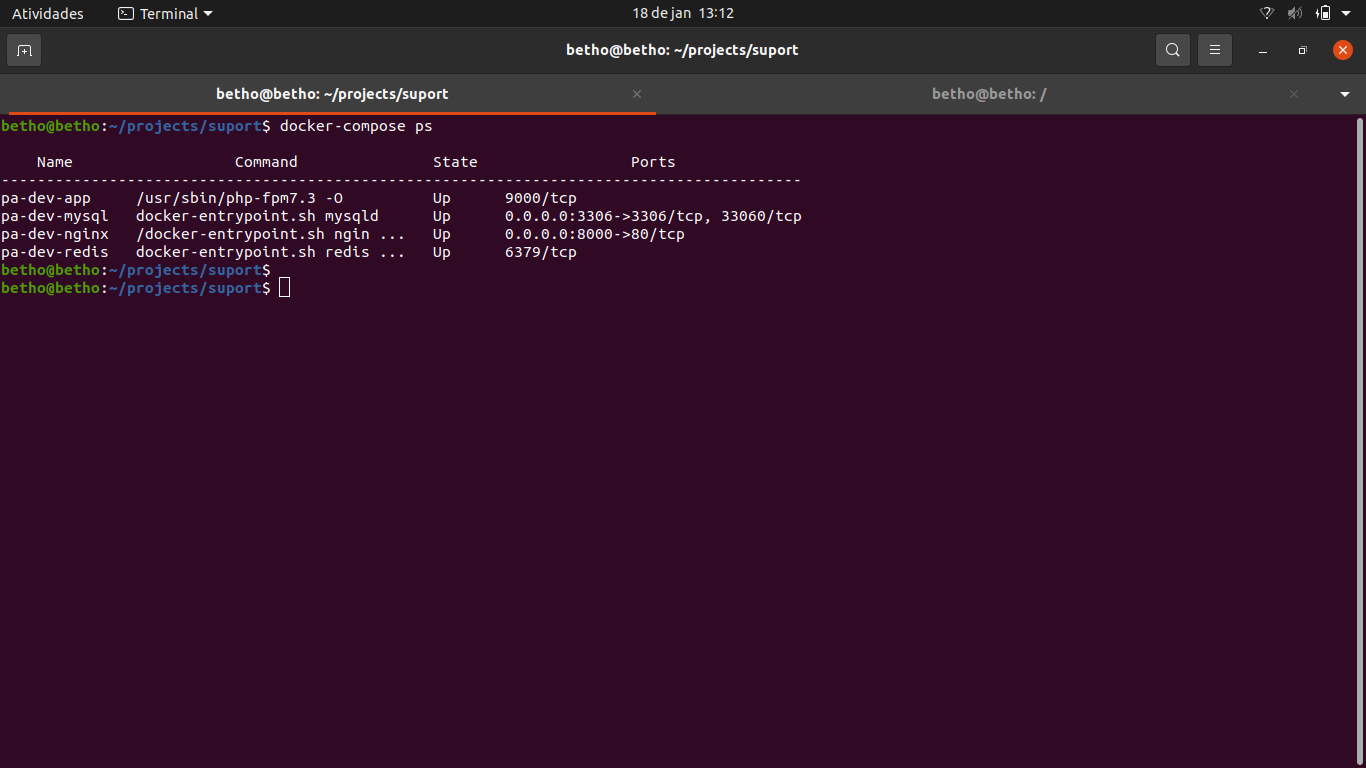 Atividades Terminal 18 de jan 13:12
betho@betho: ~/projects/suport
betho@betho: ~/projects/suport betho@betho: /
betho@betho:~/projects/suport$ docker-compose ps
Name Command State Ports
-----------------------------------------------------------------------------------------
pa-dev-app /usr/sbin/php-fpm7.3 -O Up 9000/tcp
pa-dev-mysql docker-entrypoint.sh mysqld Up 0.0.0.0:3306->3306/tcp, 33060/tcp
pa-dev-nginx /docker-entrypoint.sh ngin ... Up 0.0.0.0:8000->80/tcp
pa-dev-redis docker-entrypoint.sh redis ... Up 6379/tcp
betho@betho:~/projects/suport$
betho@betho:~/projects/suport$